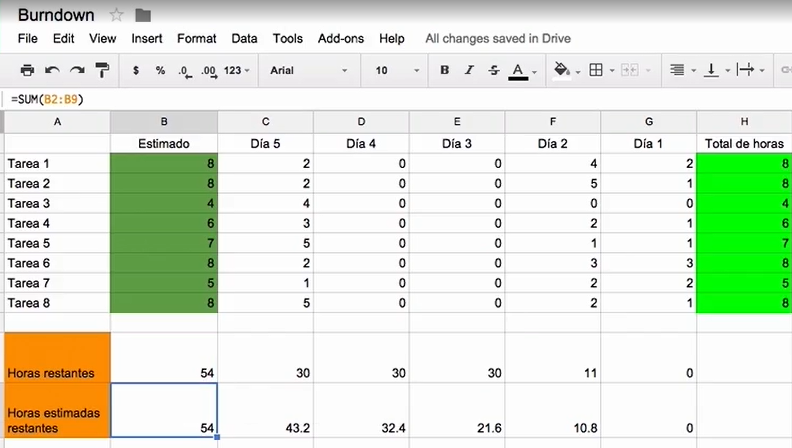 Burndown
File Edit View Insert Format Data Tools Add-ons Help All changes saved in Drive
$ % .0 .00 123 Arial 10 B I S A
=SUM(B2:B9)
A B C D E F G H
Estimado Día 5 Día 4 Día 3 Día 2 Día 1 Total de horas
Tarea 1 8 2 0 0 4 2 8
Tarea 2 8 2 0 0 5 1 8
Tarea 3 4 4 0 0 0 0 4
Tarea 4 6 3 0 0 2 1 6
Tarea 5 7 5 0 0 1 1 7
Tarea 6 8 2 0 0 3 3 8
Tarea 7 5 1 0 0 2 2 5
Tarea 8 8 5 0 0 2 1 8
Horas restantes 54 30 30 30 11 0
Horas estimadas
restantes 54 43.2 32.4 21.6 10.8 0